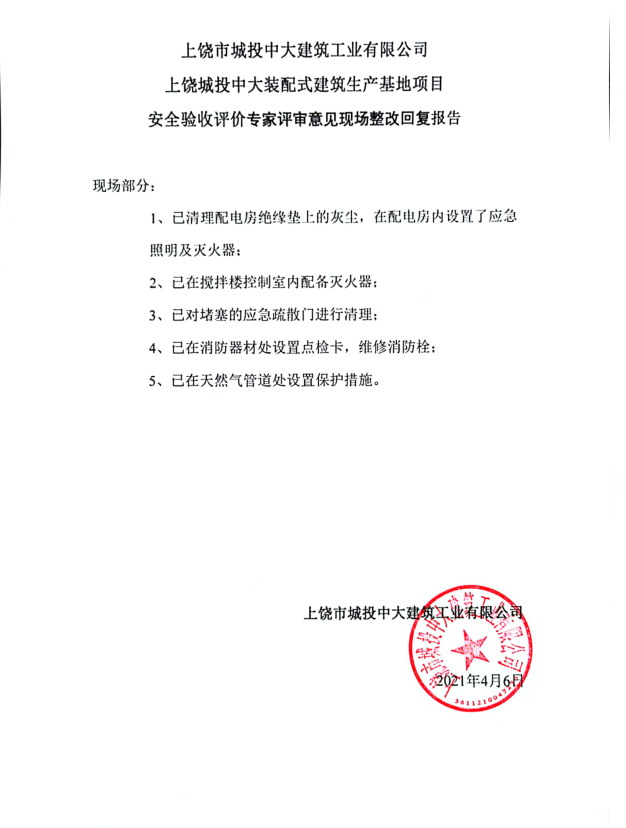 上饶市城投中大建筑工业有限公司
上饶城投中大装配式建筑生产基地项目
安全验收评价专家评审意见现场整改回复报告
现场部分：
1、已清理配电房绝缘垫上的灰尘，在配电房内设置了应急
照明及灭火器；
2、已在搅拌楼控制室内配备灭火器；
3、已对堵塞的应急疏散门进行清理；
4、已在消防器材处设置点检卡，维修消防栓；
5、已在天然气管道处设置保护措施。
上饶市城投中大建筑工业有限公司
2021年4月6日
上饶市城投中大建筑工业有限公司